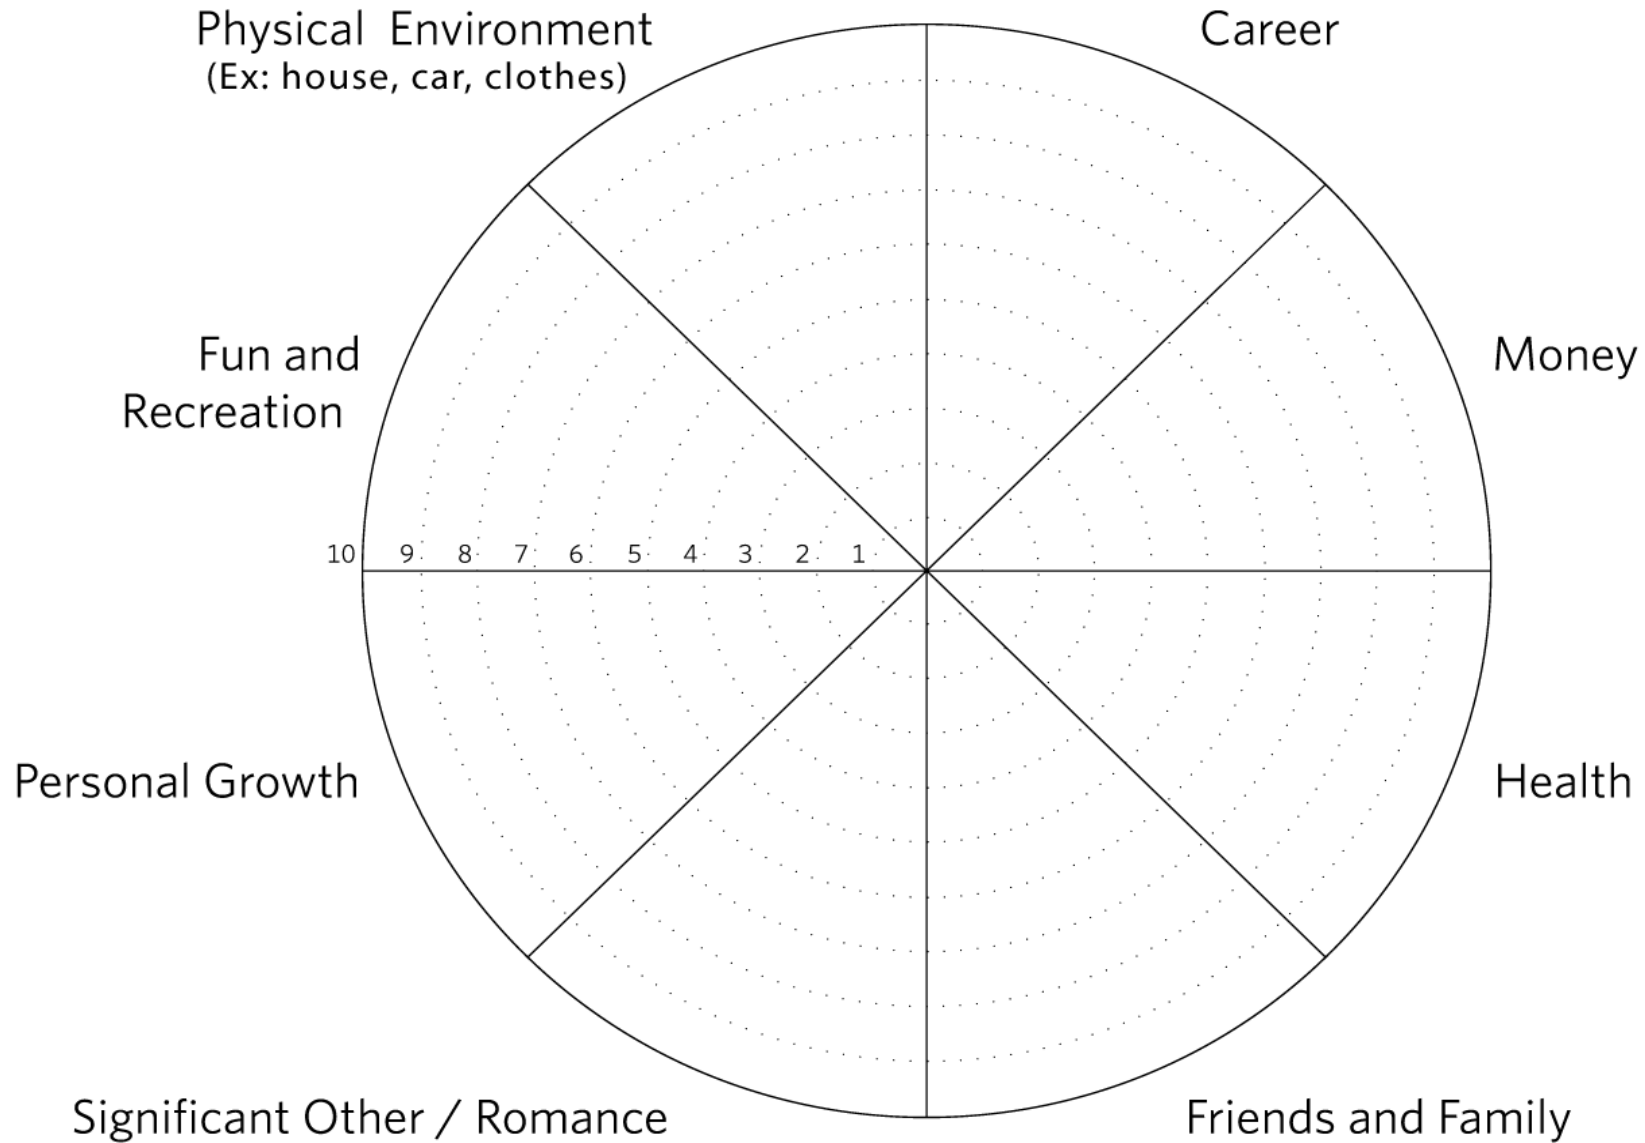 Physical Environment
(Ex: house, car, clothes)
Career
Fun and
Recreation
Money
10 9 8 7 6 5 4 3 2 1
Personal Growth
Health
Significant Other / Romance
Friends and Family